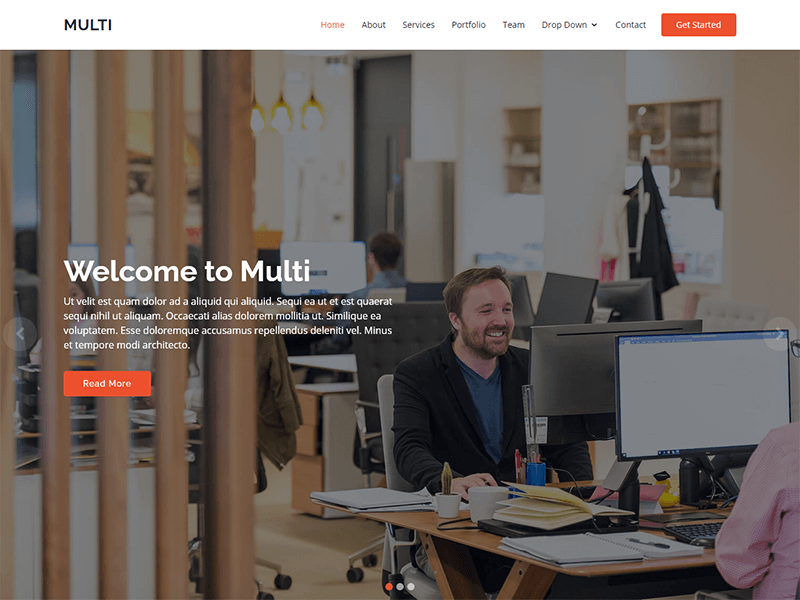 MULTI
Home About Services Portfolio Team Drop Down Contact Get Started
Welcome to Multi
Ut velit est quam dolor ad a aliquid qui aliquid. Sequi ea ut et est quaerat
sequi nihil ut aliquam. Occaecati alias dolorem mollitia ut. Similique ea
voluptatem. Esse doloremque accusamus repellendus deleniti vel. Minus
et tempore modi architecto.
Read More